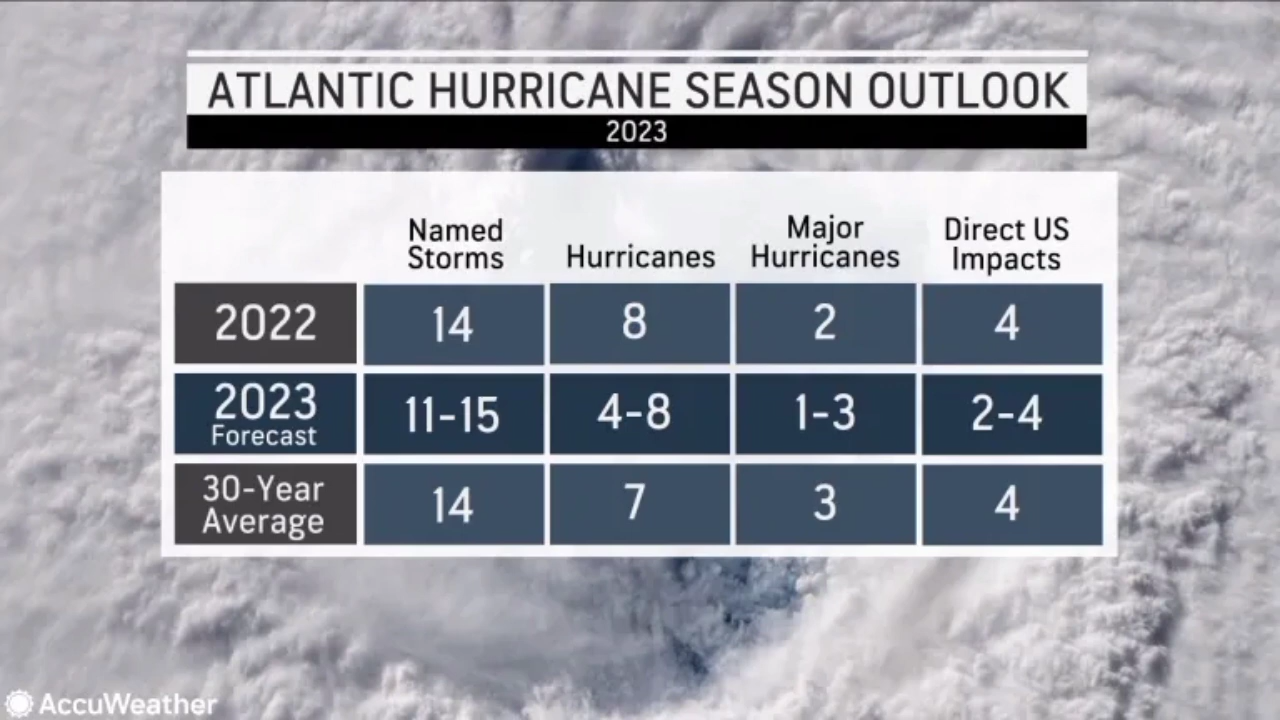 ATLANTIC HURRICANE SEASON OUTLOOK
2023
Named Storms Hurricanes Major Hurricanes Direct US Impacts
2022 14 8 2 4
2023 Forecast 11-15 4-8 1-3 2-4
30-Year Average 14 7 3 4
AccuWeather